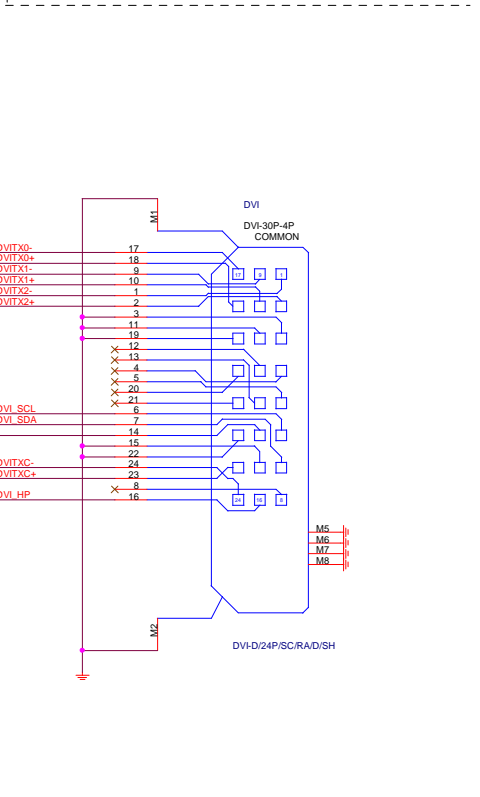 M1
DVI
DVI-30P-4P
COMMON
DVITX0- 17
DVITX0+ 18
DVITX1- 9
DVITX1+ 10
DVITX2- 1
DVITX2+ 2
3
11
19
12
13
4
5
20
21
DVI_SCL 6
DVI_SDA 7
14
15
22
DVITXC- 24
DVITXC+ 23
8
DVI_HP 16
17 9 1
24 16 8
M5
M6
M7
M8
M2
DVI-D/24P/SC/RA/D/SH